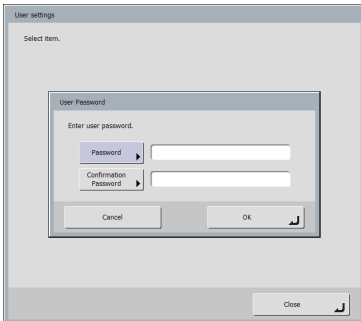 User settings
Select item.
User Password
Enter user password.
Password
Confirmation
Password
Cancel
OK
Close